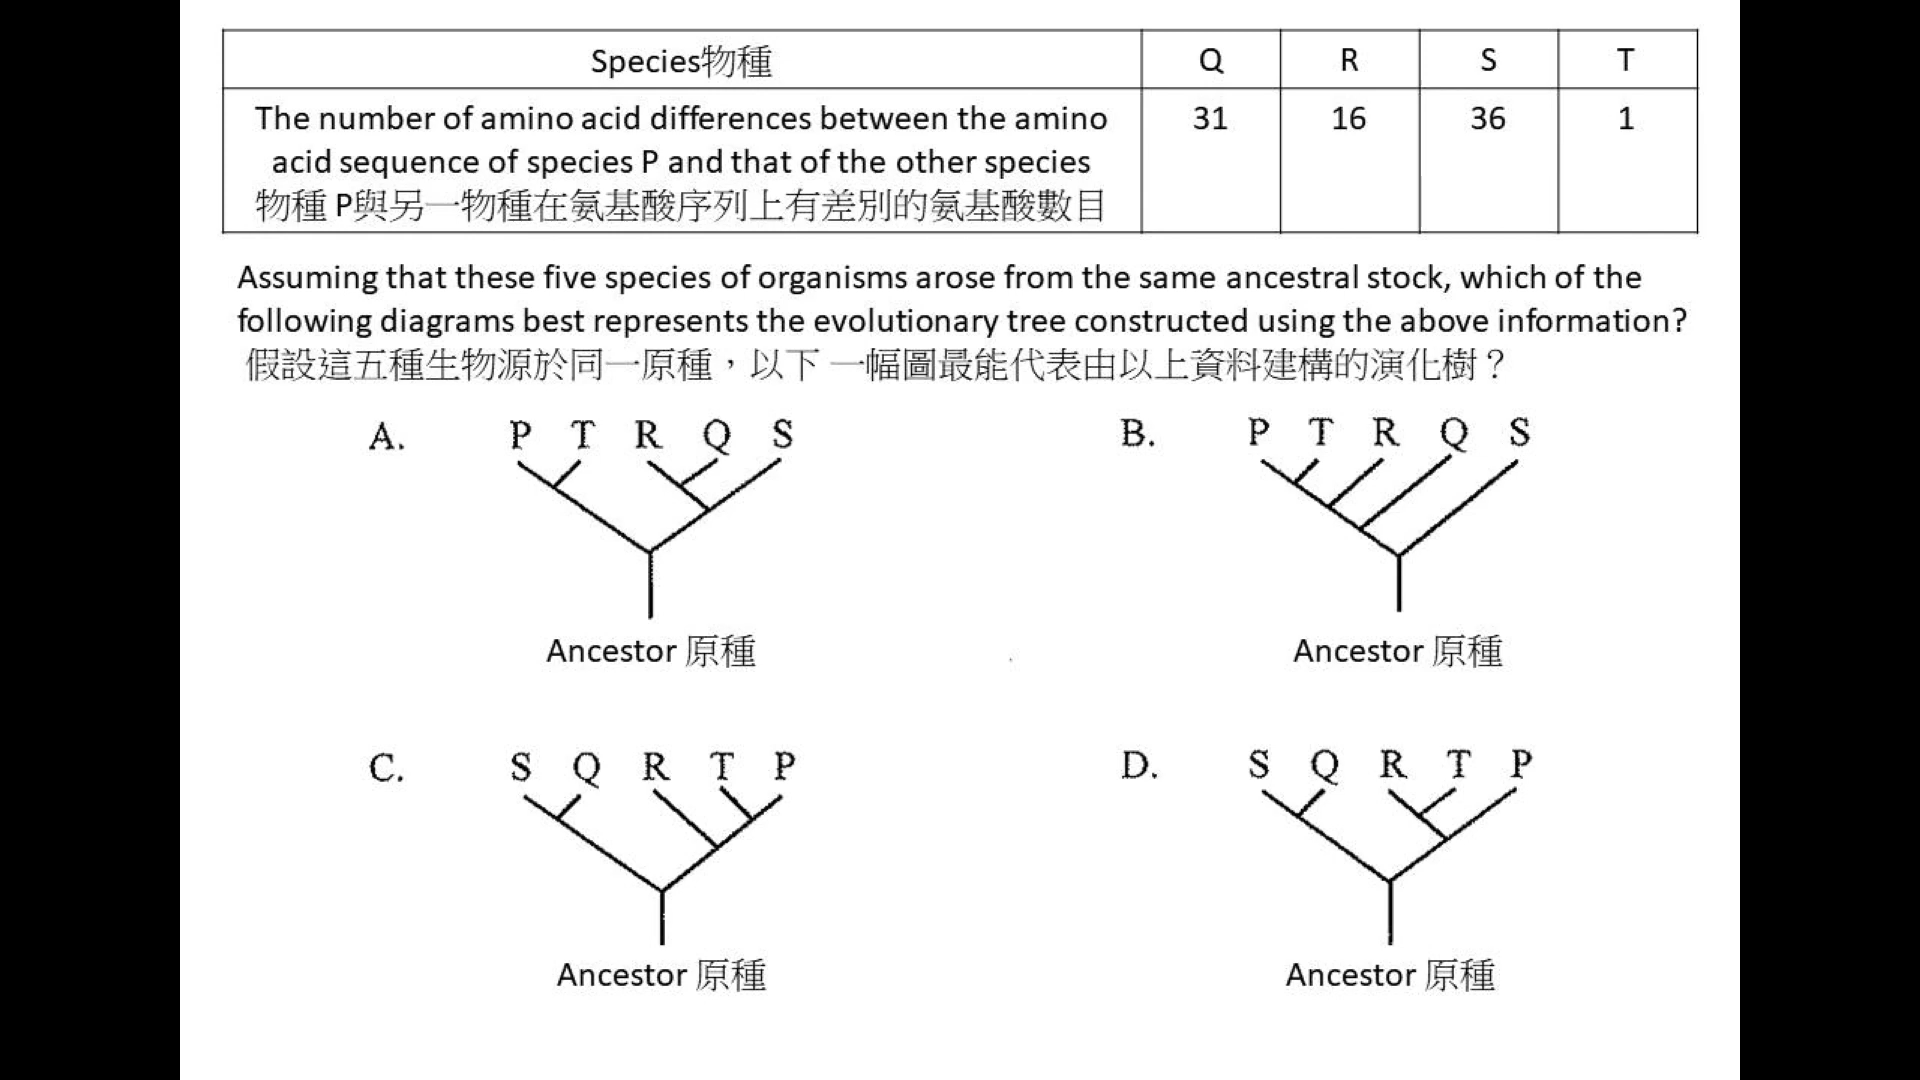 Species物種 Q R S T
The number of amino acid differences between the amino 31 16 36 1
acid sequence of species P and that of the other species
物種 P與另一物種在氨基酸序列上有差別的氨基酸數目
Assuming that these five species of organisms arose from the same ancestral stock, which of the
following diagrams best represents the evolutionary tree constructed using the above information?
假設這五種生物源於同一原種，以下 一幅圖最能代表由以上資料建構的演化樹？
A. P T R Q S
Ancestor 原種
B. P T R Q S
Ancestor 原種
C. S Q R T P
Ancestor 原種
D. S Q R T P
Ancestor 原種